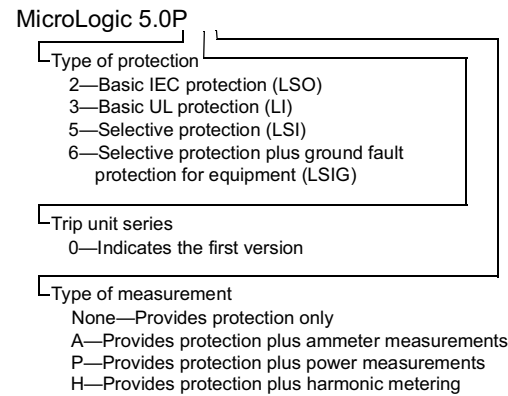 MicroLogic 5.0P
Type of protection
2—Basic IEC protection (LSO)
3—Basic UL protection (LI)
5—Selective protection (LSI)
6—Selective protection plus ground fault
protection for equipment (LSIG)
Trip unit series
0—Indicates the first version
Type of measurement
None—Provides protection only
A—Provides protection plus ammeter measurements
P—Provides protection plus power measurements
H—Provides protection plus harmonic metering